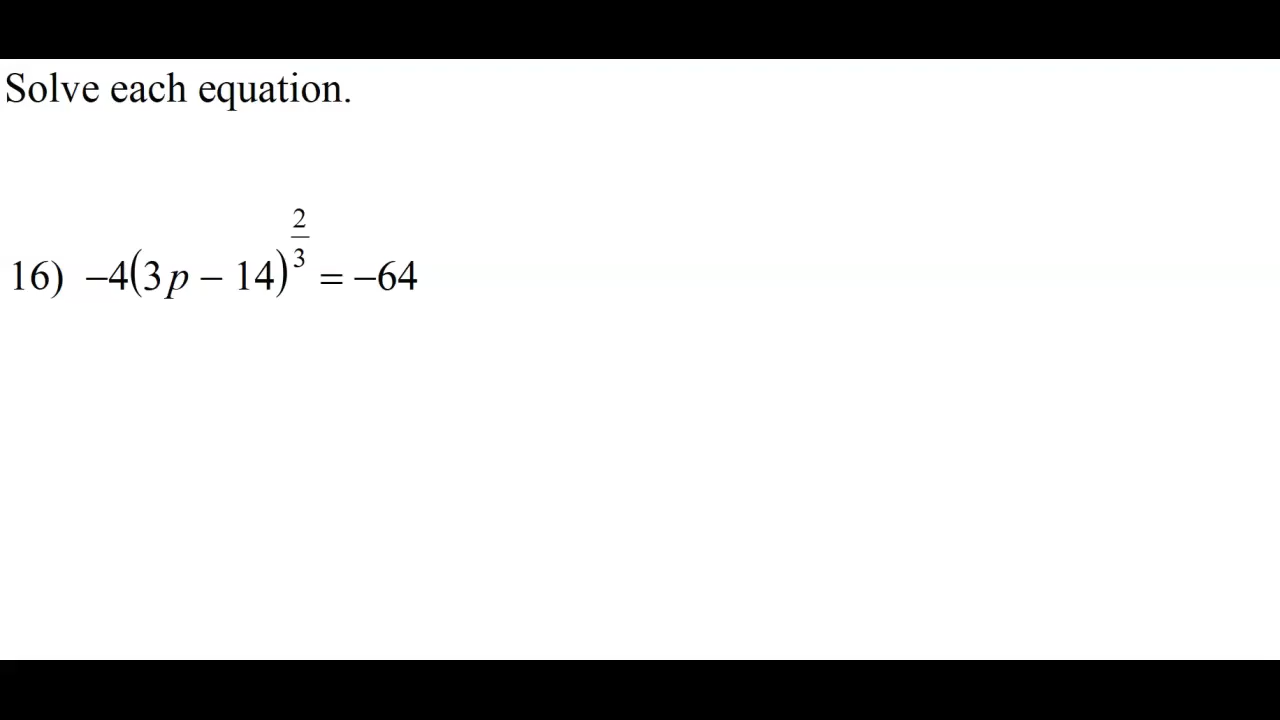 Solve each equation.
16) −4(3p − 14)^(2/3) = −64